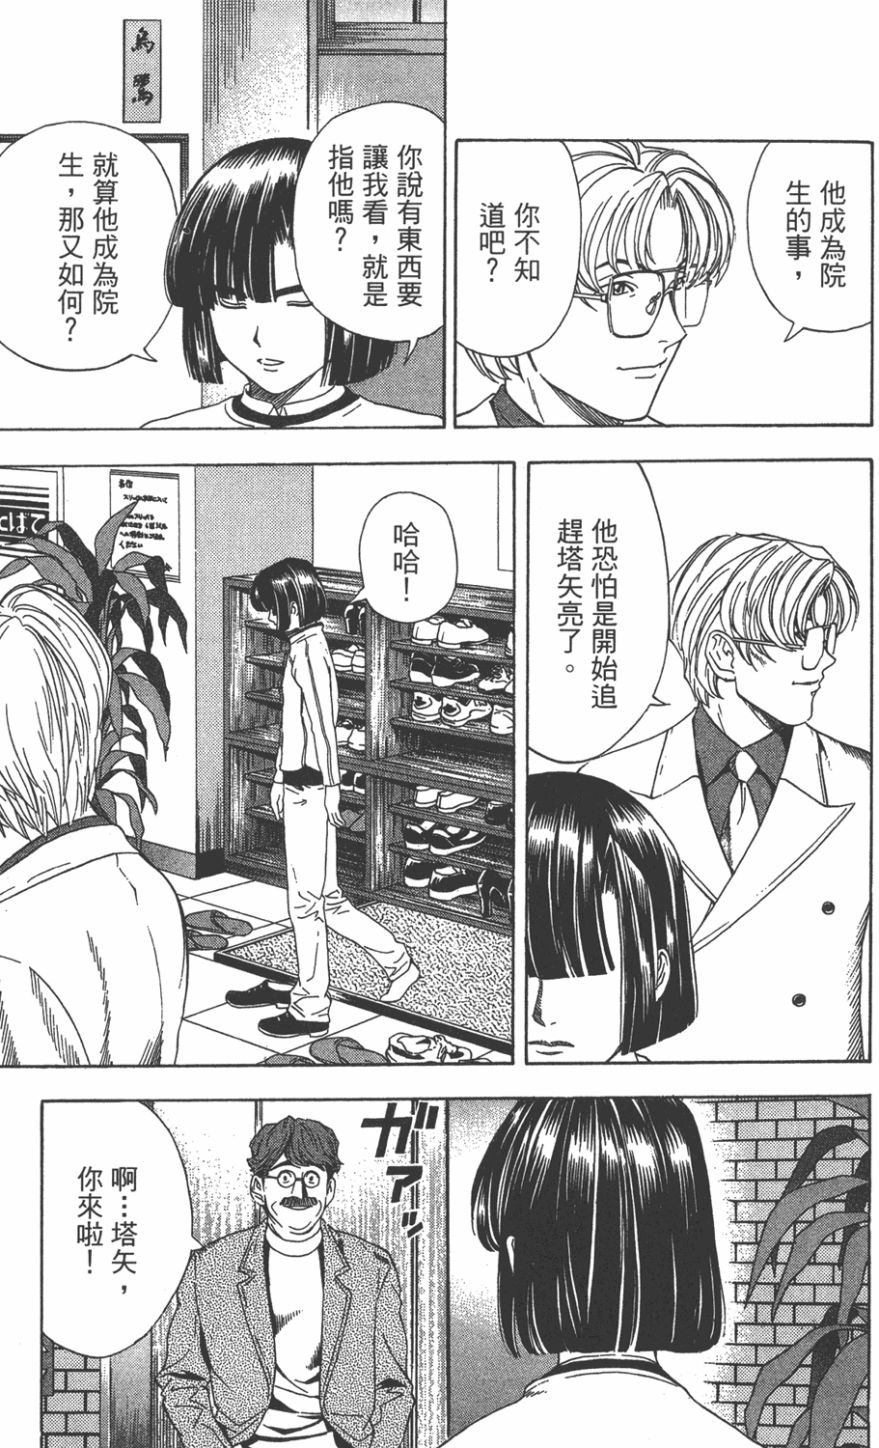 他成為院
生的事，
你不知
道吧？
你說有東西要
讓我看，就是
指他嗎？
就算他成為院
生，那又如何？
烏鷺
他恐怕是開始追
趕塔矢亮了。
哈
哈！
ガァッ
啊…塔矢，
你來啦！